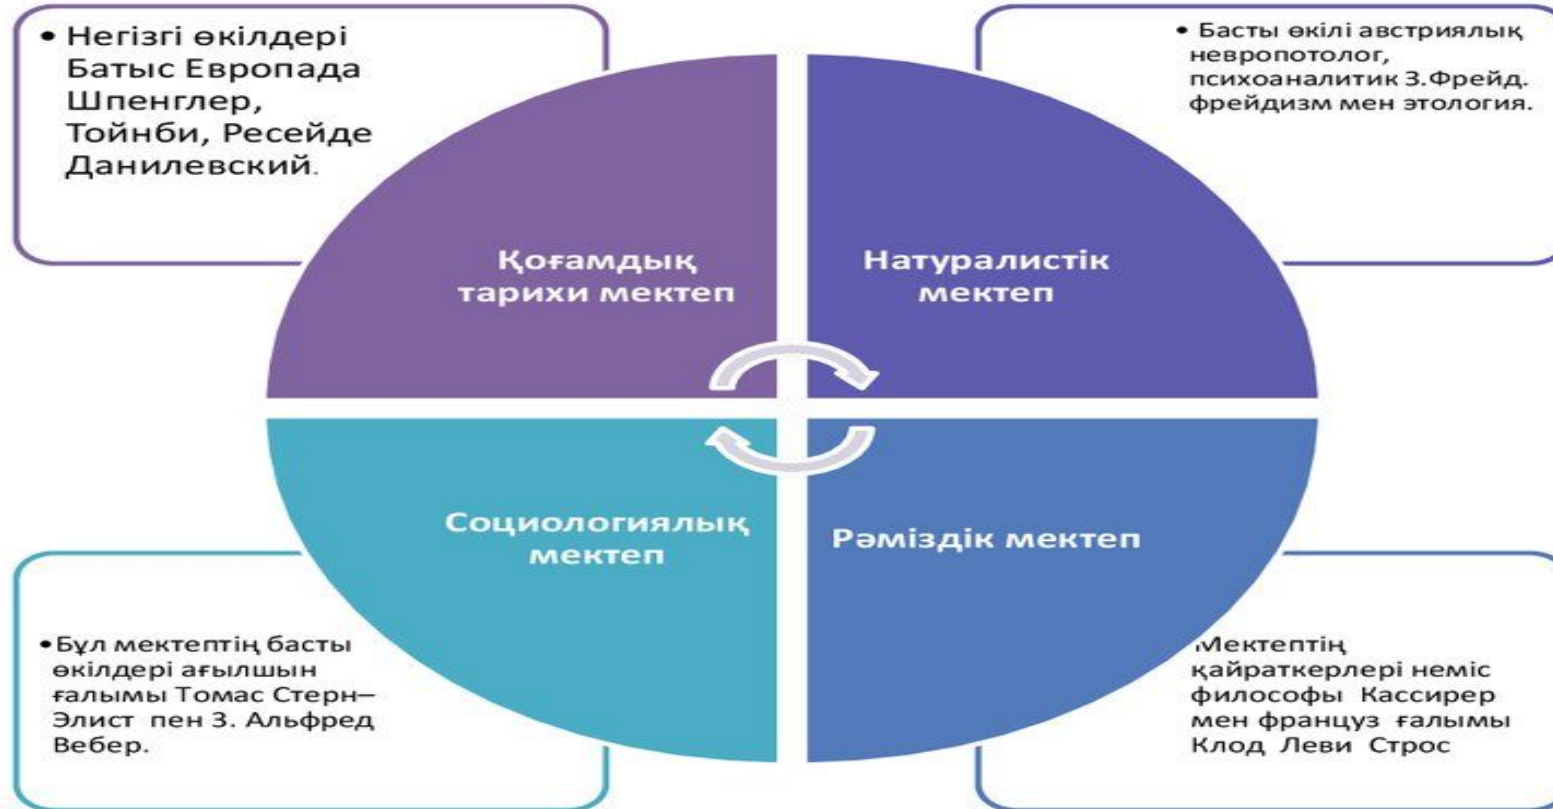 • Негізгі өкілдері
Батыс Европада
Шпенглер,
Тойнби, Ресейде
Данилевский.
• Басты өкілі австриялық
невропотолог,
психоаналитик З.Фрейд.
фрейдизм мен этология.
Қоғамдық
тарихи мектеп
Натуралистік
мектеп
Социологиялық
мектеп
Рәміздік мектеп
•Бұл мектептің басты
өкілдері ағылшын
ғалымы Томас Стерн–
Элист пен З. Альфред
Вебер.
Мектептің
қайраткерлері неміс
философы Кассирер
мен француз ғалымы
Клод Леви Строс